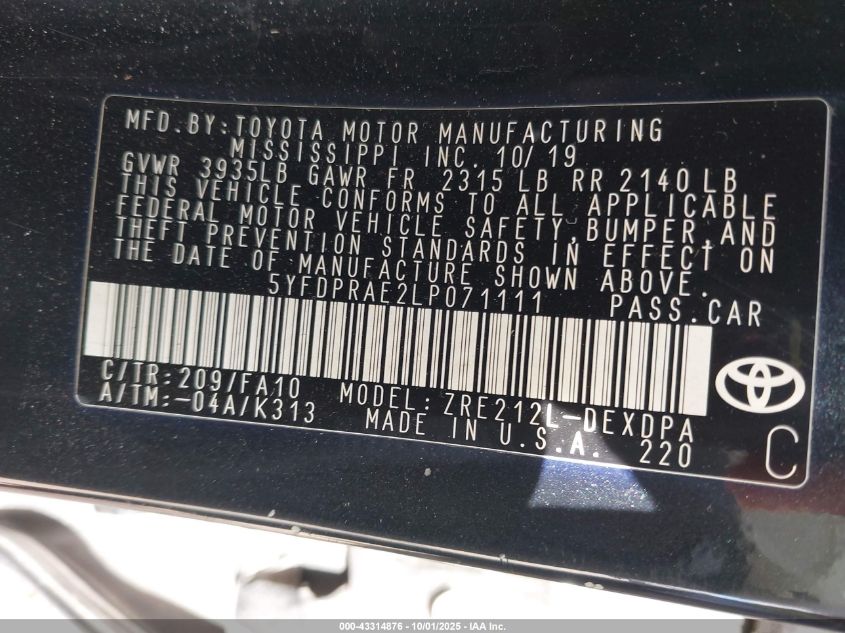 MFD.BY:TOYOTA MOTOR MANUFACTURING
MISSISSIPPI INC. 10/19
GVWR 3935LB GAWR FR 2315 LB RR 2140 LB
THIS VEHICLE CONFORMS TO ALL APPLICABLE
FEDERAL MOTOR VEHICLE SAFETY,BUMPER,AND
THEFT PREVENTION STANDARDS IN EFFECT ON
THE DATE OF MANUFACTURE SHOWN ABOVE.
5YFDPRAE2LP071111 PASS.CAR
C/TR:209/FA10 MODEL:ZRE212L-DEXDPA
A/TM:-04A/K313 MADE IN U.S.A. 220
C
000-43314876 - 10/01/2025 - IAA Inc.